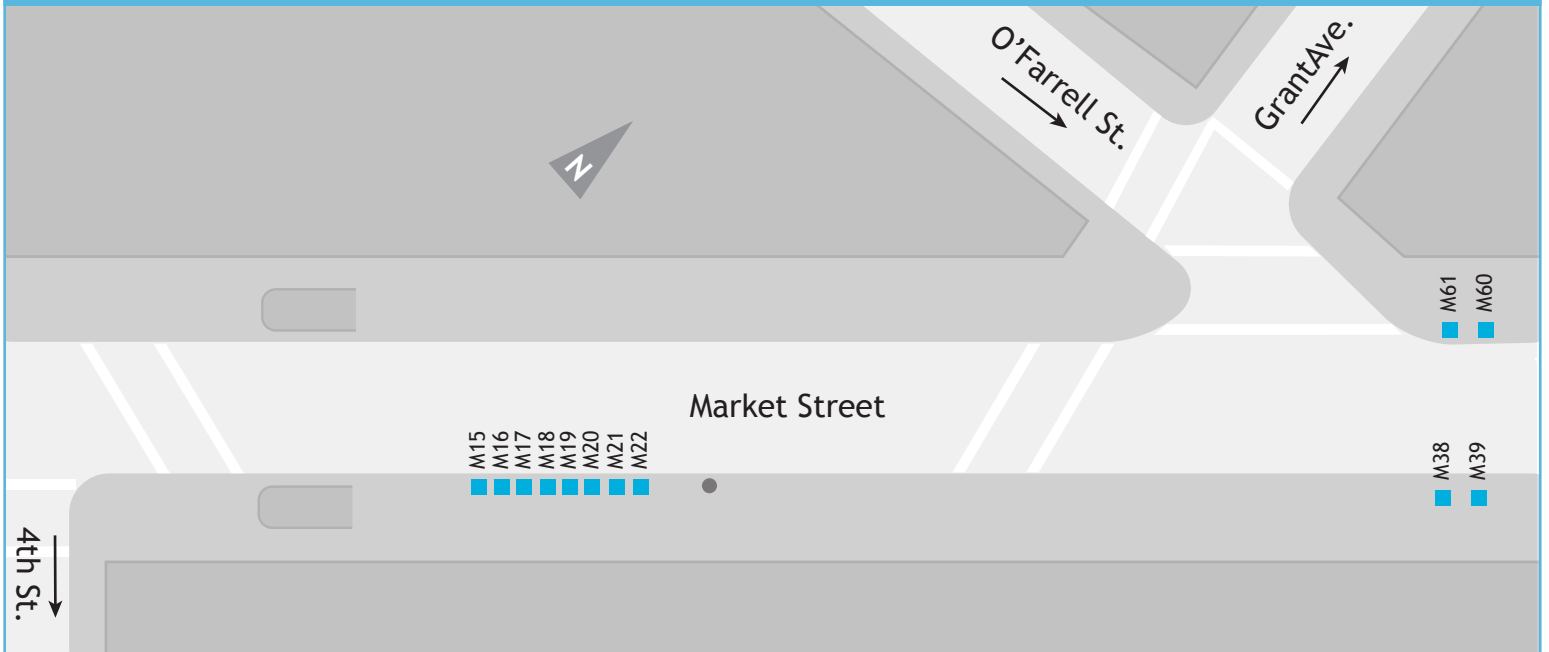 O'Farrell St.
GrantAve.
N
M61
M60
Market Street
M15
M16
M17
M18
M19
M20
M21
M22
M38
M39
4th St.